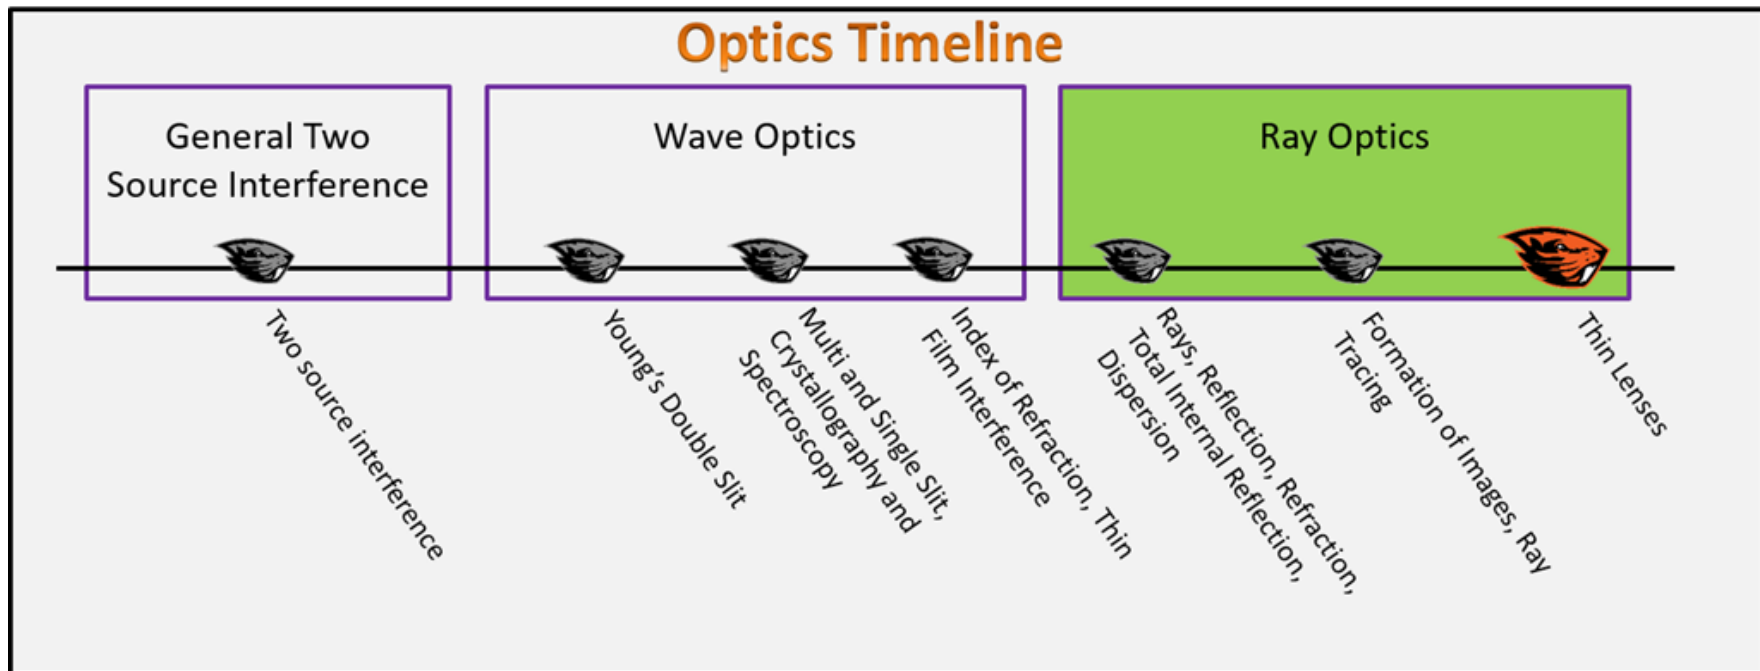 Optics Timeline
General Two
Source Interference
Wave Optics
Ray Optics
Two source interference
Young's Double Slit
Multi and Single Slit,
Crystallography and
Spectroscopy
Index of Refraction, Thin
Film Interference
Rays, Reflection, Refraction,
Total Internal Reflection,
Dispersion
Formation of Images, Ray
Tracing
Thin Lenses